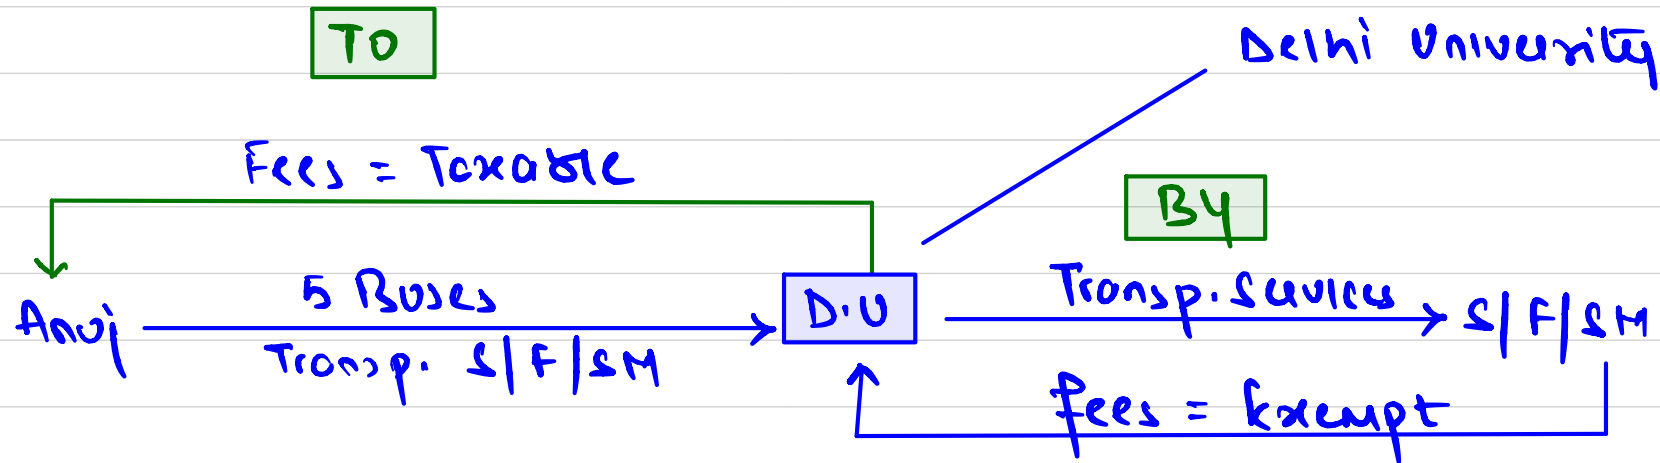 TO
Delhi University
Fees = Taxable
BY
5 Buses
Transp. Services
Anuj
D.U
S/F/SM
Transp. S/F/SM
Fees = Exempt